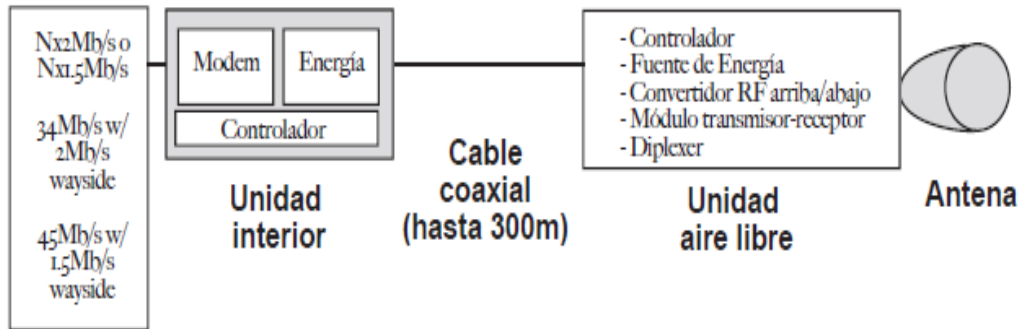 Nx2Mb/s o
Nx1.5Mb/s
34Mb/s w/
2Mb/s
wayside
45Mb/s w/
1.5Mb/s
wayside
Modem
Energía
Controlador
Unidad
interior
Cable
coaxial
(hasta 300m)
- Controlador
- Fuente de Energía
- Convertidor RF arriba/abajo
- Módulo transmisor-receptor
- Diplexer
Unidad
aire libre
Antena